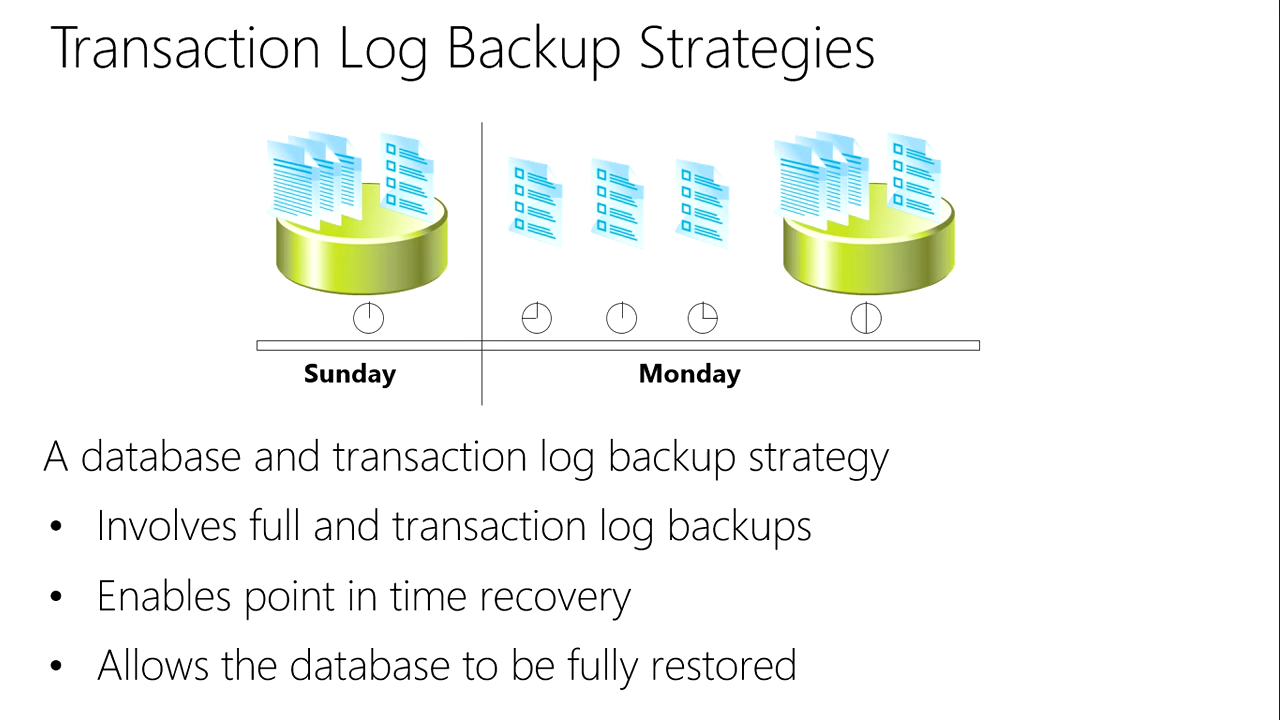 Transaction Log Backup Strategies
Sunday
Monday
A database and transaction log backup strategy
• Involves full and transaction log backups
• Enables point in time recovery
• Allows the database to be fully restored